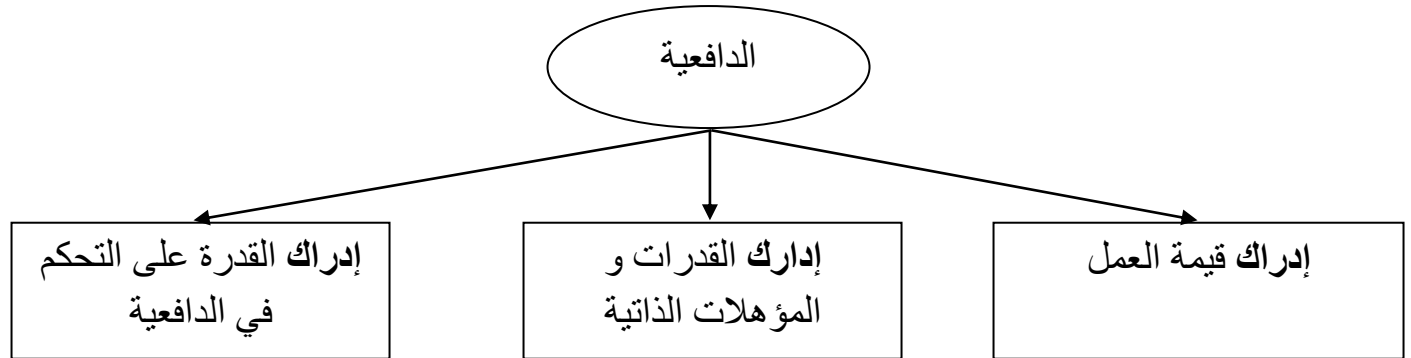 الدافعية
إدراك قيمة العمل
إدارك القدرات و
المؤهلات الذاتية
إدراك القدرة على التحكم
في الدافعية